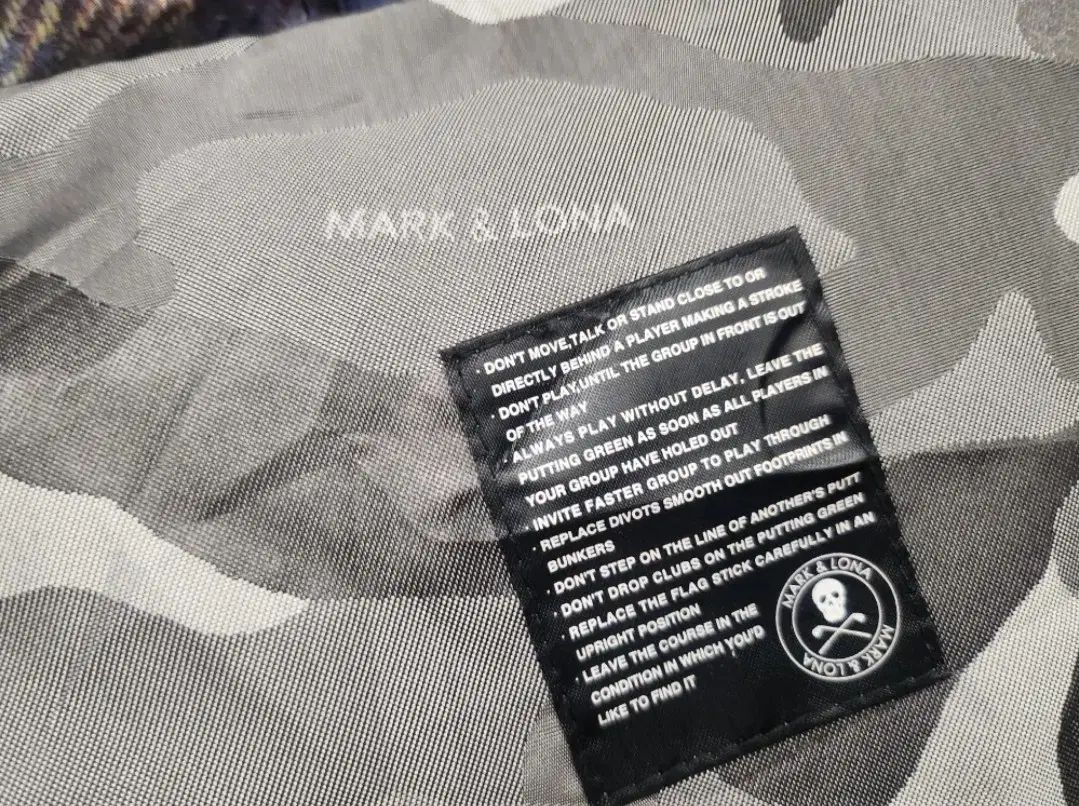 MARK & LONA
· DON'T MOVE,TALK OR STAND CLOSE TO OR
DIRECTLY BEHIND A PLAYER MAKING A STROKE
· DON'T PLAY,UNTIL THE GROUP IN FRONT IS OUT
OF THE WAY
· ALWAYS PLAY WITHOUT DELAY, LEAVE THE
PUTTING GREEN AS SOON AS ALL PLAYERS IN
YOUR GROUP HAVE HOLED OUT
· INVITE FASTER GROUP TO PLAY THROUGH
· REPLACE DIVOTS SMOOTH OUT FOOTPRINTS IN
BUNKERS
· DON'T STEP ON THE LINE OF ANOTHER'S PUTT
· DON'T DROP CLUBS ON THE PUTTING GREEN
· REPLACE THE FLAG STICK CAREFULLY IN AN
UPRIGHT POSITION
· LEAVE THE COURSE IN THE
CONDITION IN WHICH YOU'D
LIKE TO FIND IT
MARK & LONA
MARK & LONA